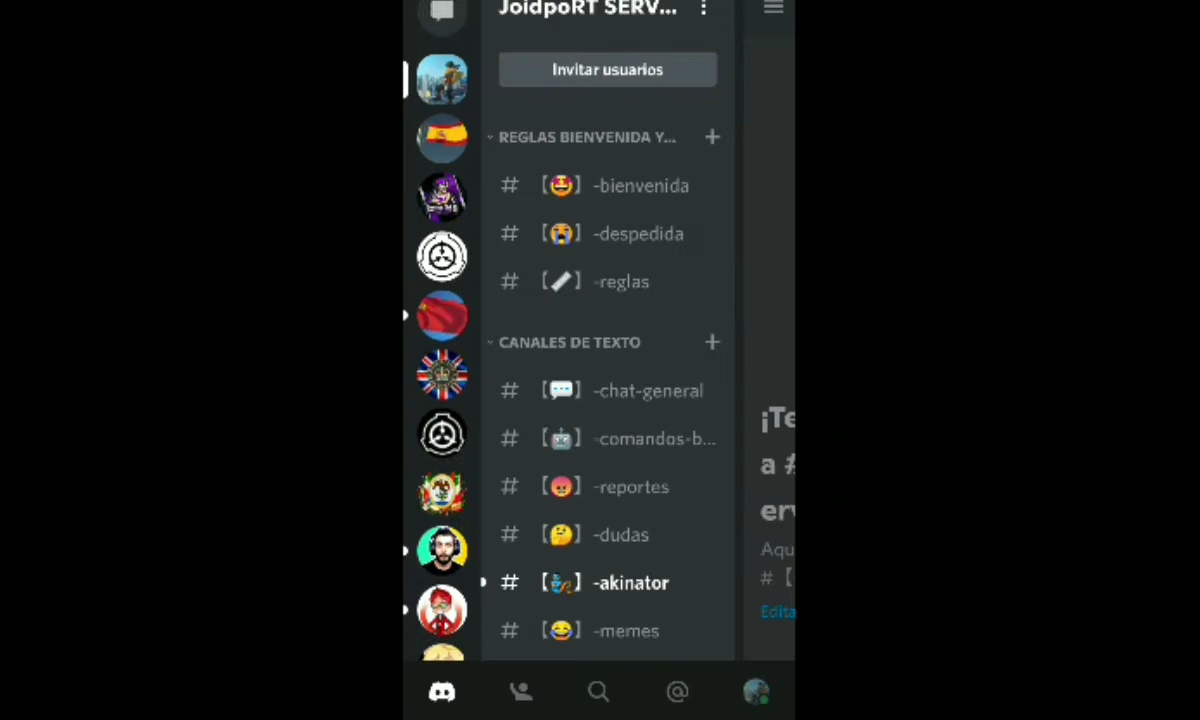 JoidpoRT SERV...
Invitar usuarios
REGLAS BIENVENIDA Y...
# 【🤩】-bienvenida
# 【😭】-despedida
# 【📏】-reglas
CANALES DE TEXTO
# 【💬】-chat-general
# 【🤖】-comandos-b...
# 【😡】-reportes
# 【🤔】-dudas
# 【🧞‍♂️】-akinator
# 【😂】-memes
¡Te
a #
erv
Aqu
# 【
Edita